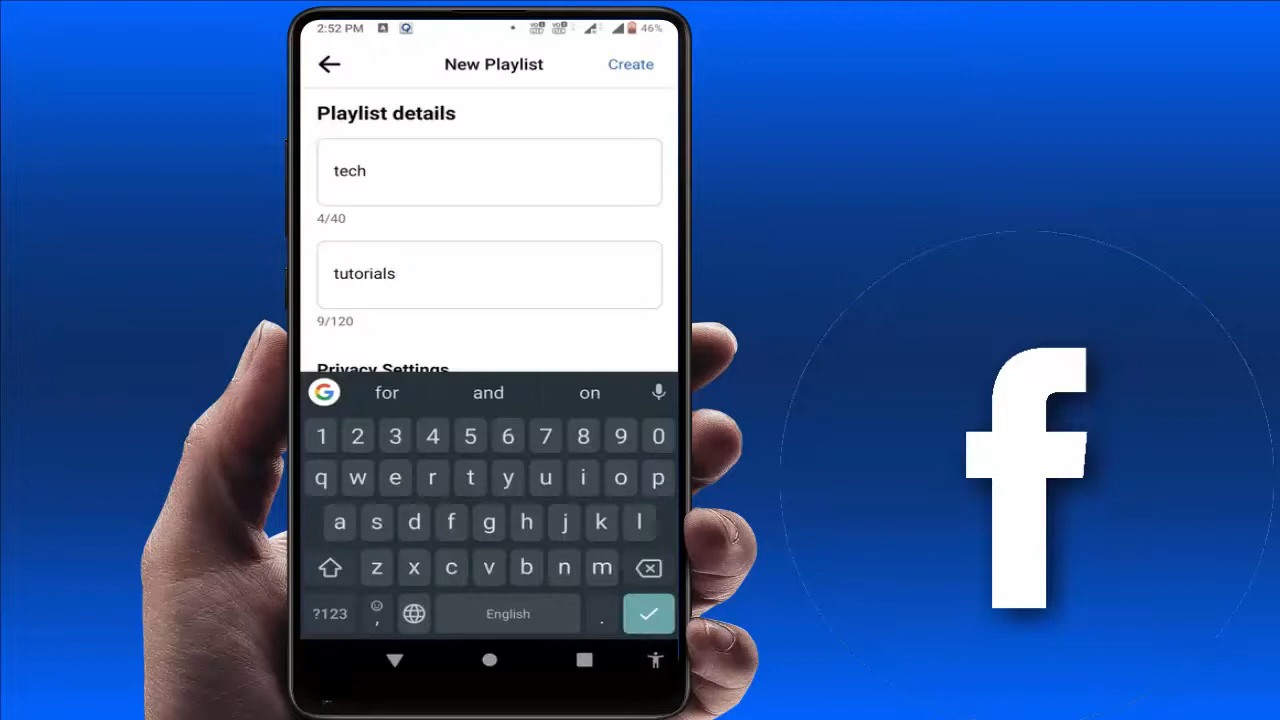 2:52 PM 46%
New Playlist Create
Playlist details
tech
4/40
tutorials
9/120
Privacy Settings
for and on
1 2 3 4 5 6 7 8 9 0
q w e r t y u i o p
a s d f g h j k l
z x c v b n m
?123 , English .